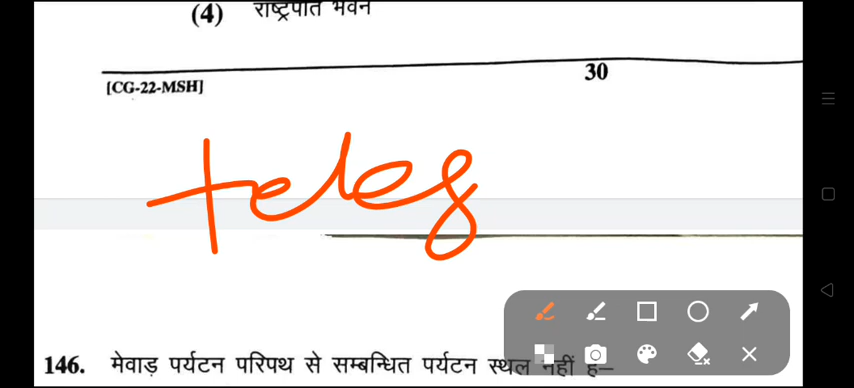 (4) राष्ट्रपति भवन
[CG-22-MSH] 30
teleg
146. मेवाड़ पर्यटन परिपथ से सम्बन्धित पर्यटन स्थल नहीं है–